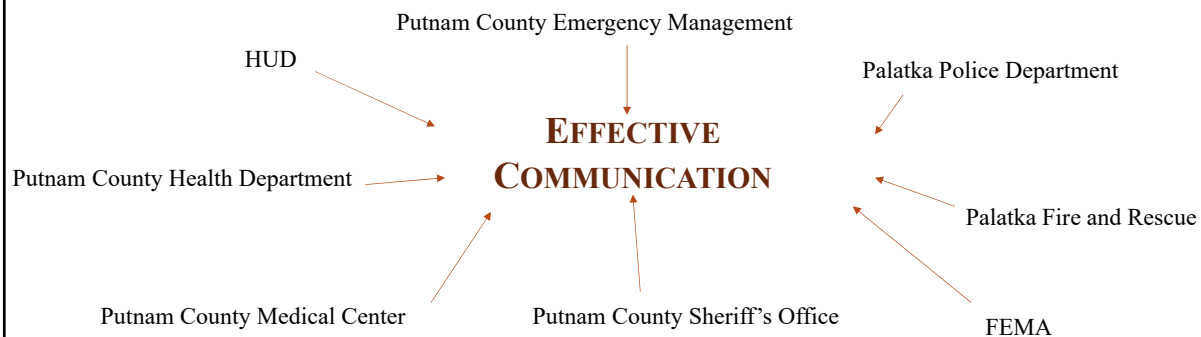 Putnam County Emergency Management
HUD
Palatka Police Department
EFFECTIVE
COMMUNICATION
Putnam County Health Department
Palatka Fire and Rescue
Putnam County Medical Center
Putnam County Sheriff’s Office
FEMA